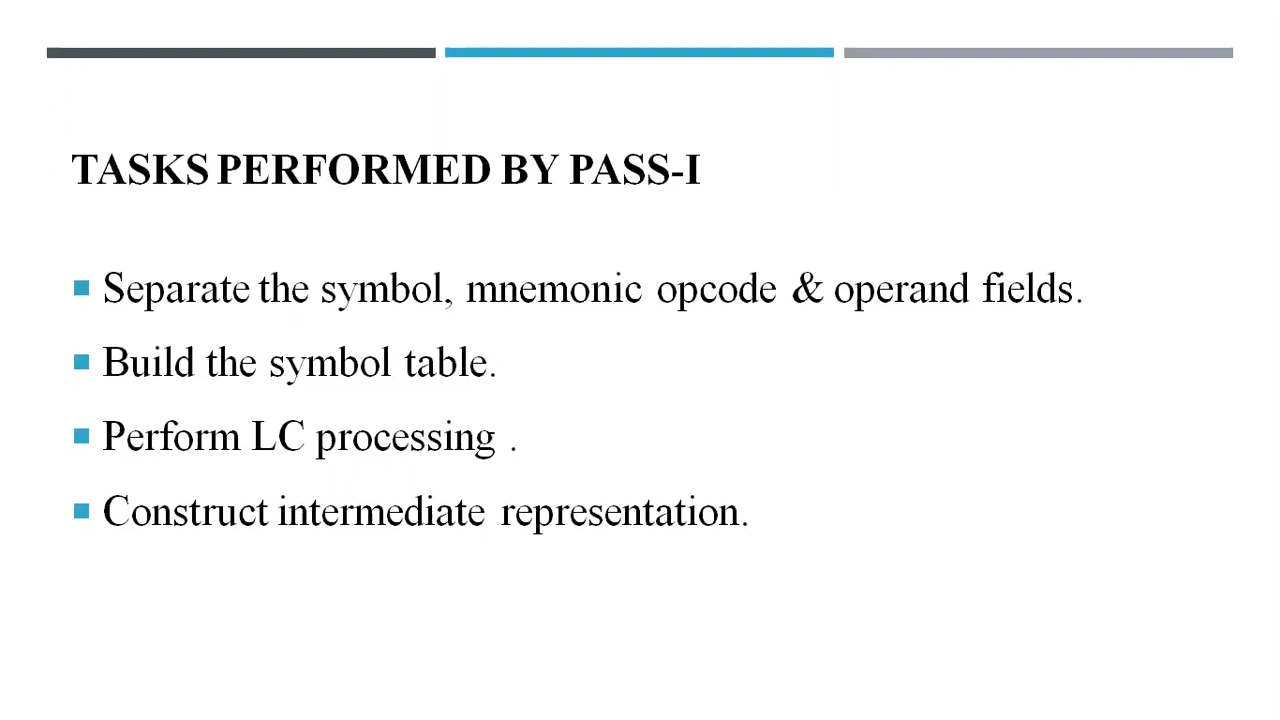 TASKS PERFORMED BY PASS-I
Separate the symbol, mnemonic opcode & operand fields.
Build the symbol table.
Perform LC processing .
Construct intermediate representation.